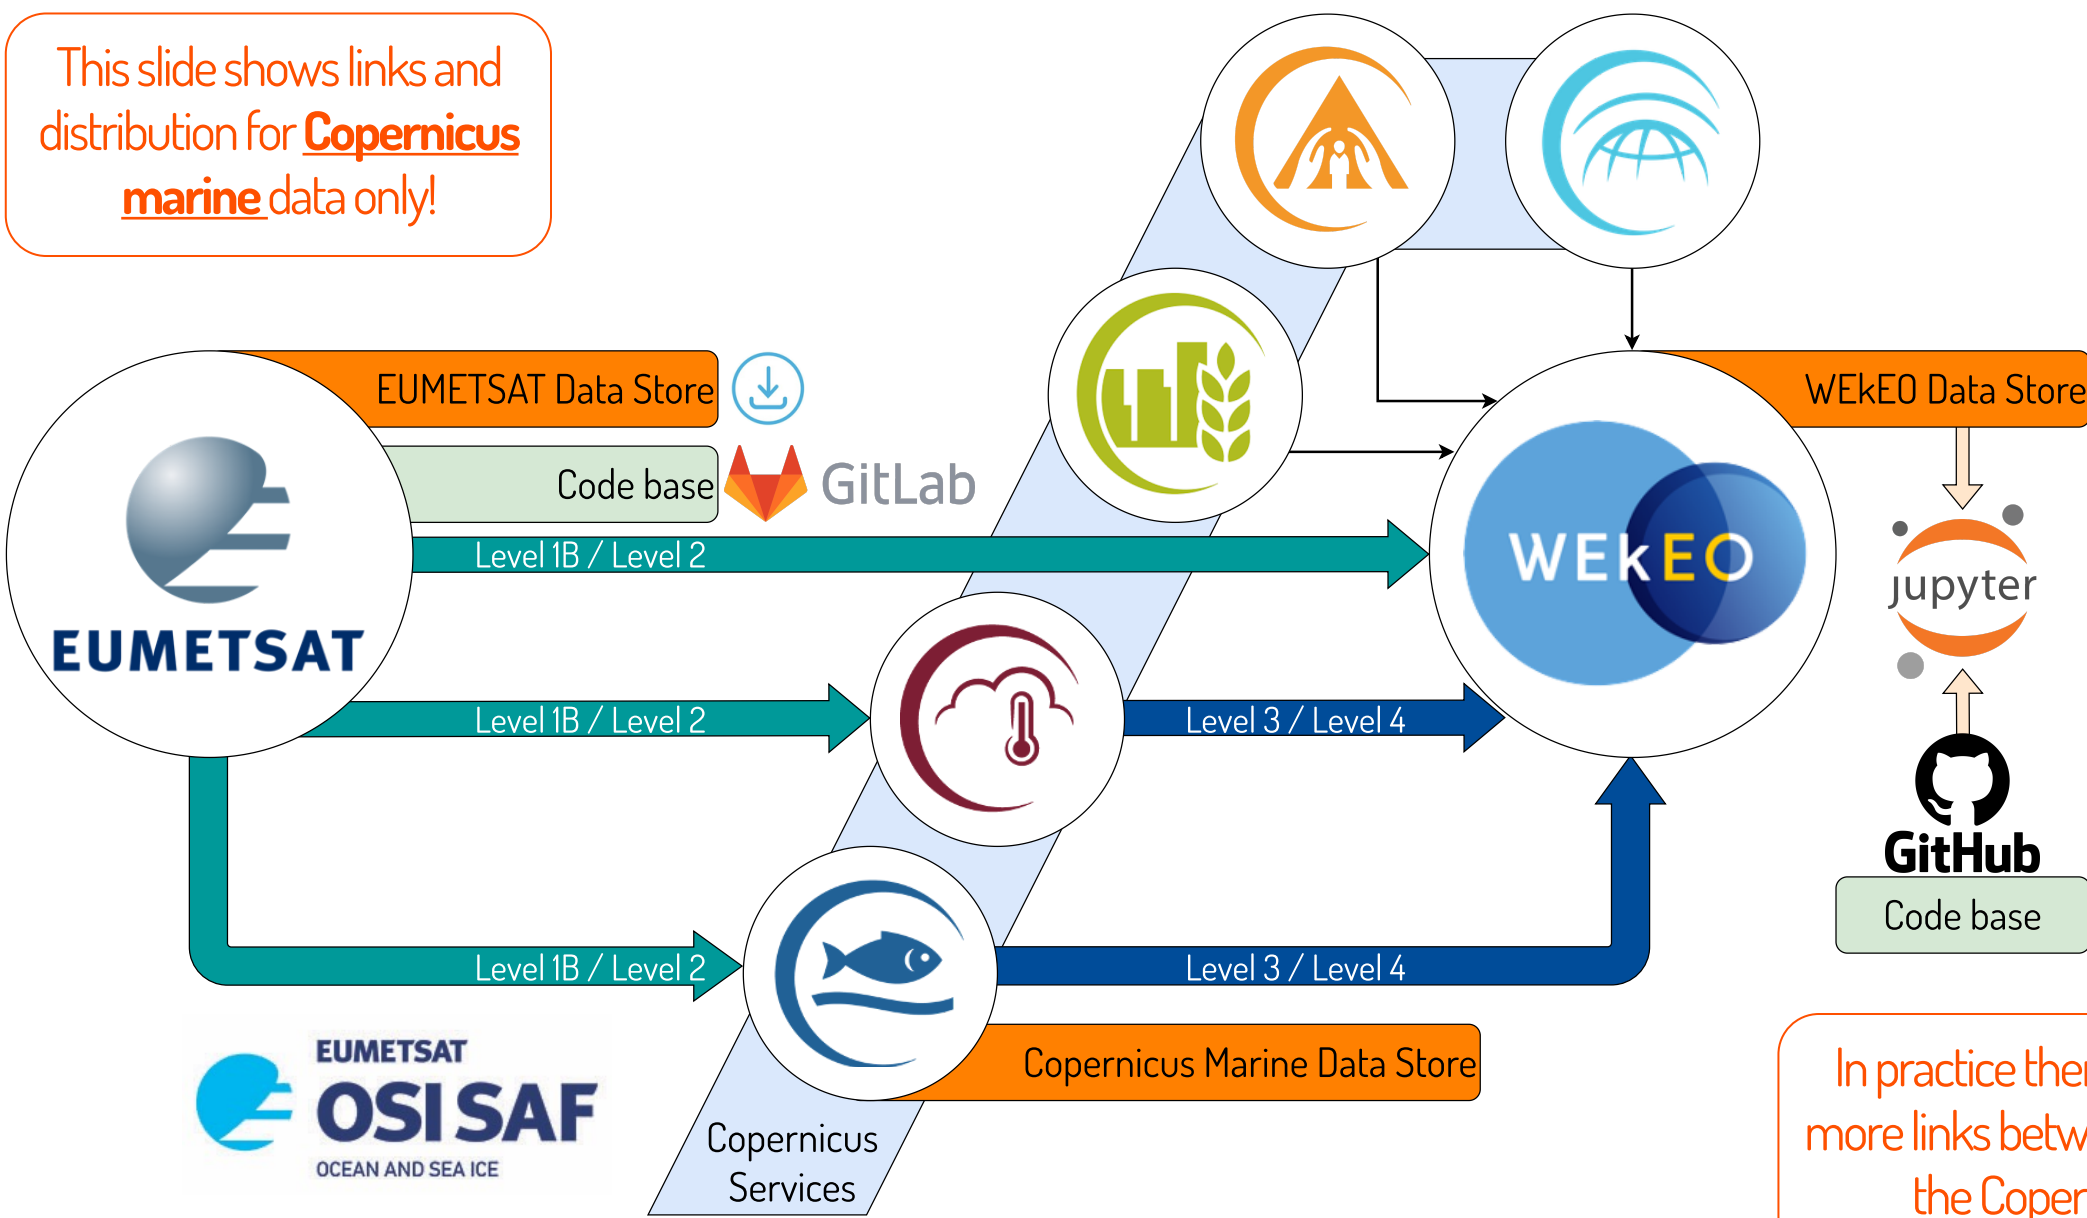 This slide shows links and
distribution for Copernicus
marine data only!
EUMETSAT Data Store
Code base
GitLab
Level 1B / Level 2
EUMETSAT
Level 1B / Level 2
Level 3 / Level 4
Level 1B / Level 2
Level 3 / Level 4
WEkEO Data Store
WEkEO
jupyter
GitHub
Code base
Copernicus Marine Data Store
EUMETSAT
OSI SAF
OCEAN AND SEA ICE
Copernicus
Services
In practice
more links
the